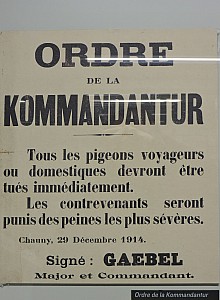 ORDRE
DE LA
KOMMANDANTUR
Tous les pigeons voyageurs
ou domestiques devront être
tués immédiatement.
Les contrevenants seront
punis des peines les plus sévères.
Chauny, 29 Décembre 1914.
Signé : GAEBEL
Major et Commandant.
Ordre de la Kommandantur